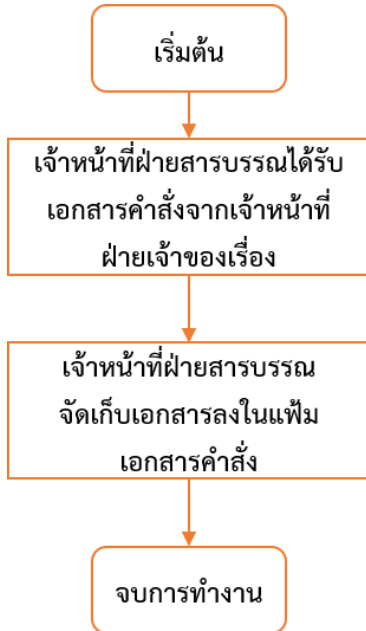 เริ่มต้น
เจ้าหน้าที่ฝ่ายสารบรรณได้รับ
เอกสารคำสั่งจากเจ้าหน้าที่
ฝ่ายเจ้าของเรื่อง
เจ้าหน้าที่ฝ่ายสารบรรณ
จัดเก็บเอกสารลงในแฟ้ม
เอกสารคำสั่ง
จบการทำงาน